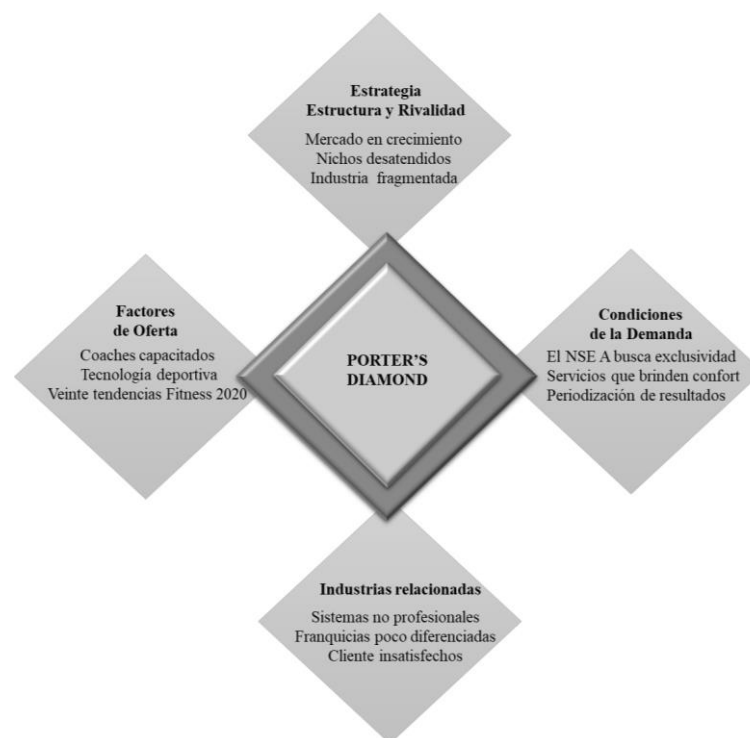 Estrategia
Estructura y Rivalidad
Mercado en crecimiento
Nichos desatendidos
Industria fragmentada
Factores
de Oferta
Coaches capacitados
Tecnología deportiva
Veinte tendencias Fitness 2020
PORTER'S
DIAMOND
Condiciones
de la Demanda
El NSE A busca exclusividad
Servicios que brinden confort
Periodización de resultados
Industrias relacionadas
Sistemas no profesionales
Franquicias poco diferenciadas
Cliente insatisfechos